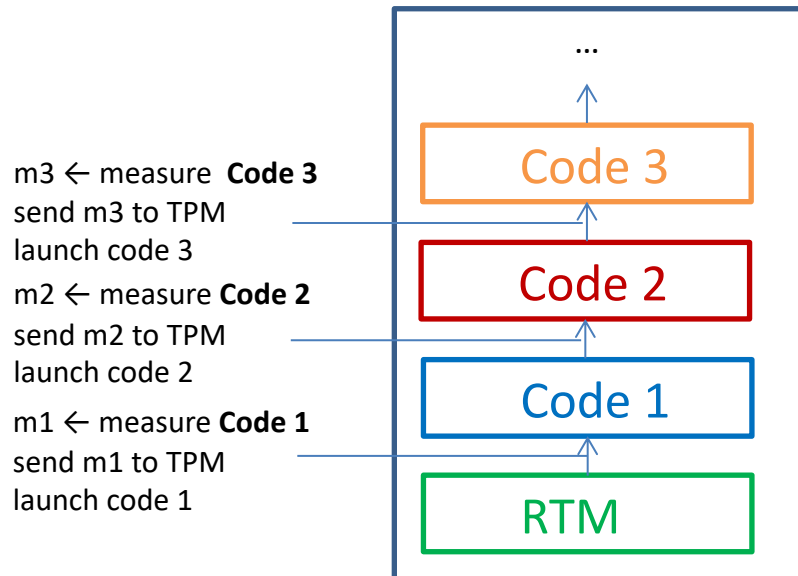 ...
Code 3
m3 ← measure Code 3
send m3 to TPM
launch code 3
Code 2
m2 ← measure Code 2
send m2 to TPM
launch code 2
Code 1
m1 ← measure Code 1
send m1 to TPM
launch code 1
RTM